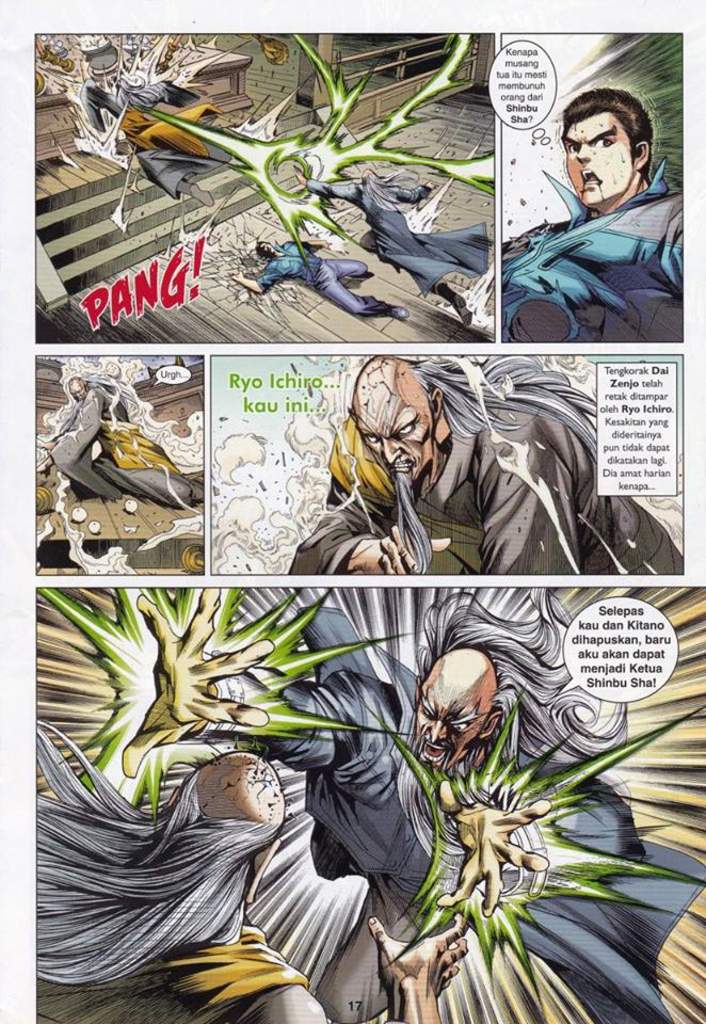 PANG!
Kenapa
musang
tua itu mesti
membunuh
orang dari
Shinbu
Sha?
Urgh...
Ryo Ichiro...
kau ini...
Tengkorak Dai
Zenjo telah
retak ditampar
oleh Ryo Ichiro.
Kesakitan yang
dideritainya
pun tidak dapat
dikatakan lagi.
Dia amat harian
kenapa...
Selepas
kau dan Kitano
dihapuskan, baru
aku akan dapat
menjadi Ketua
Shinbu Sha!
17